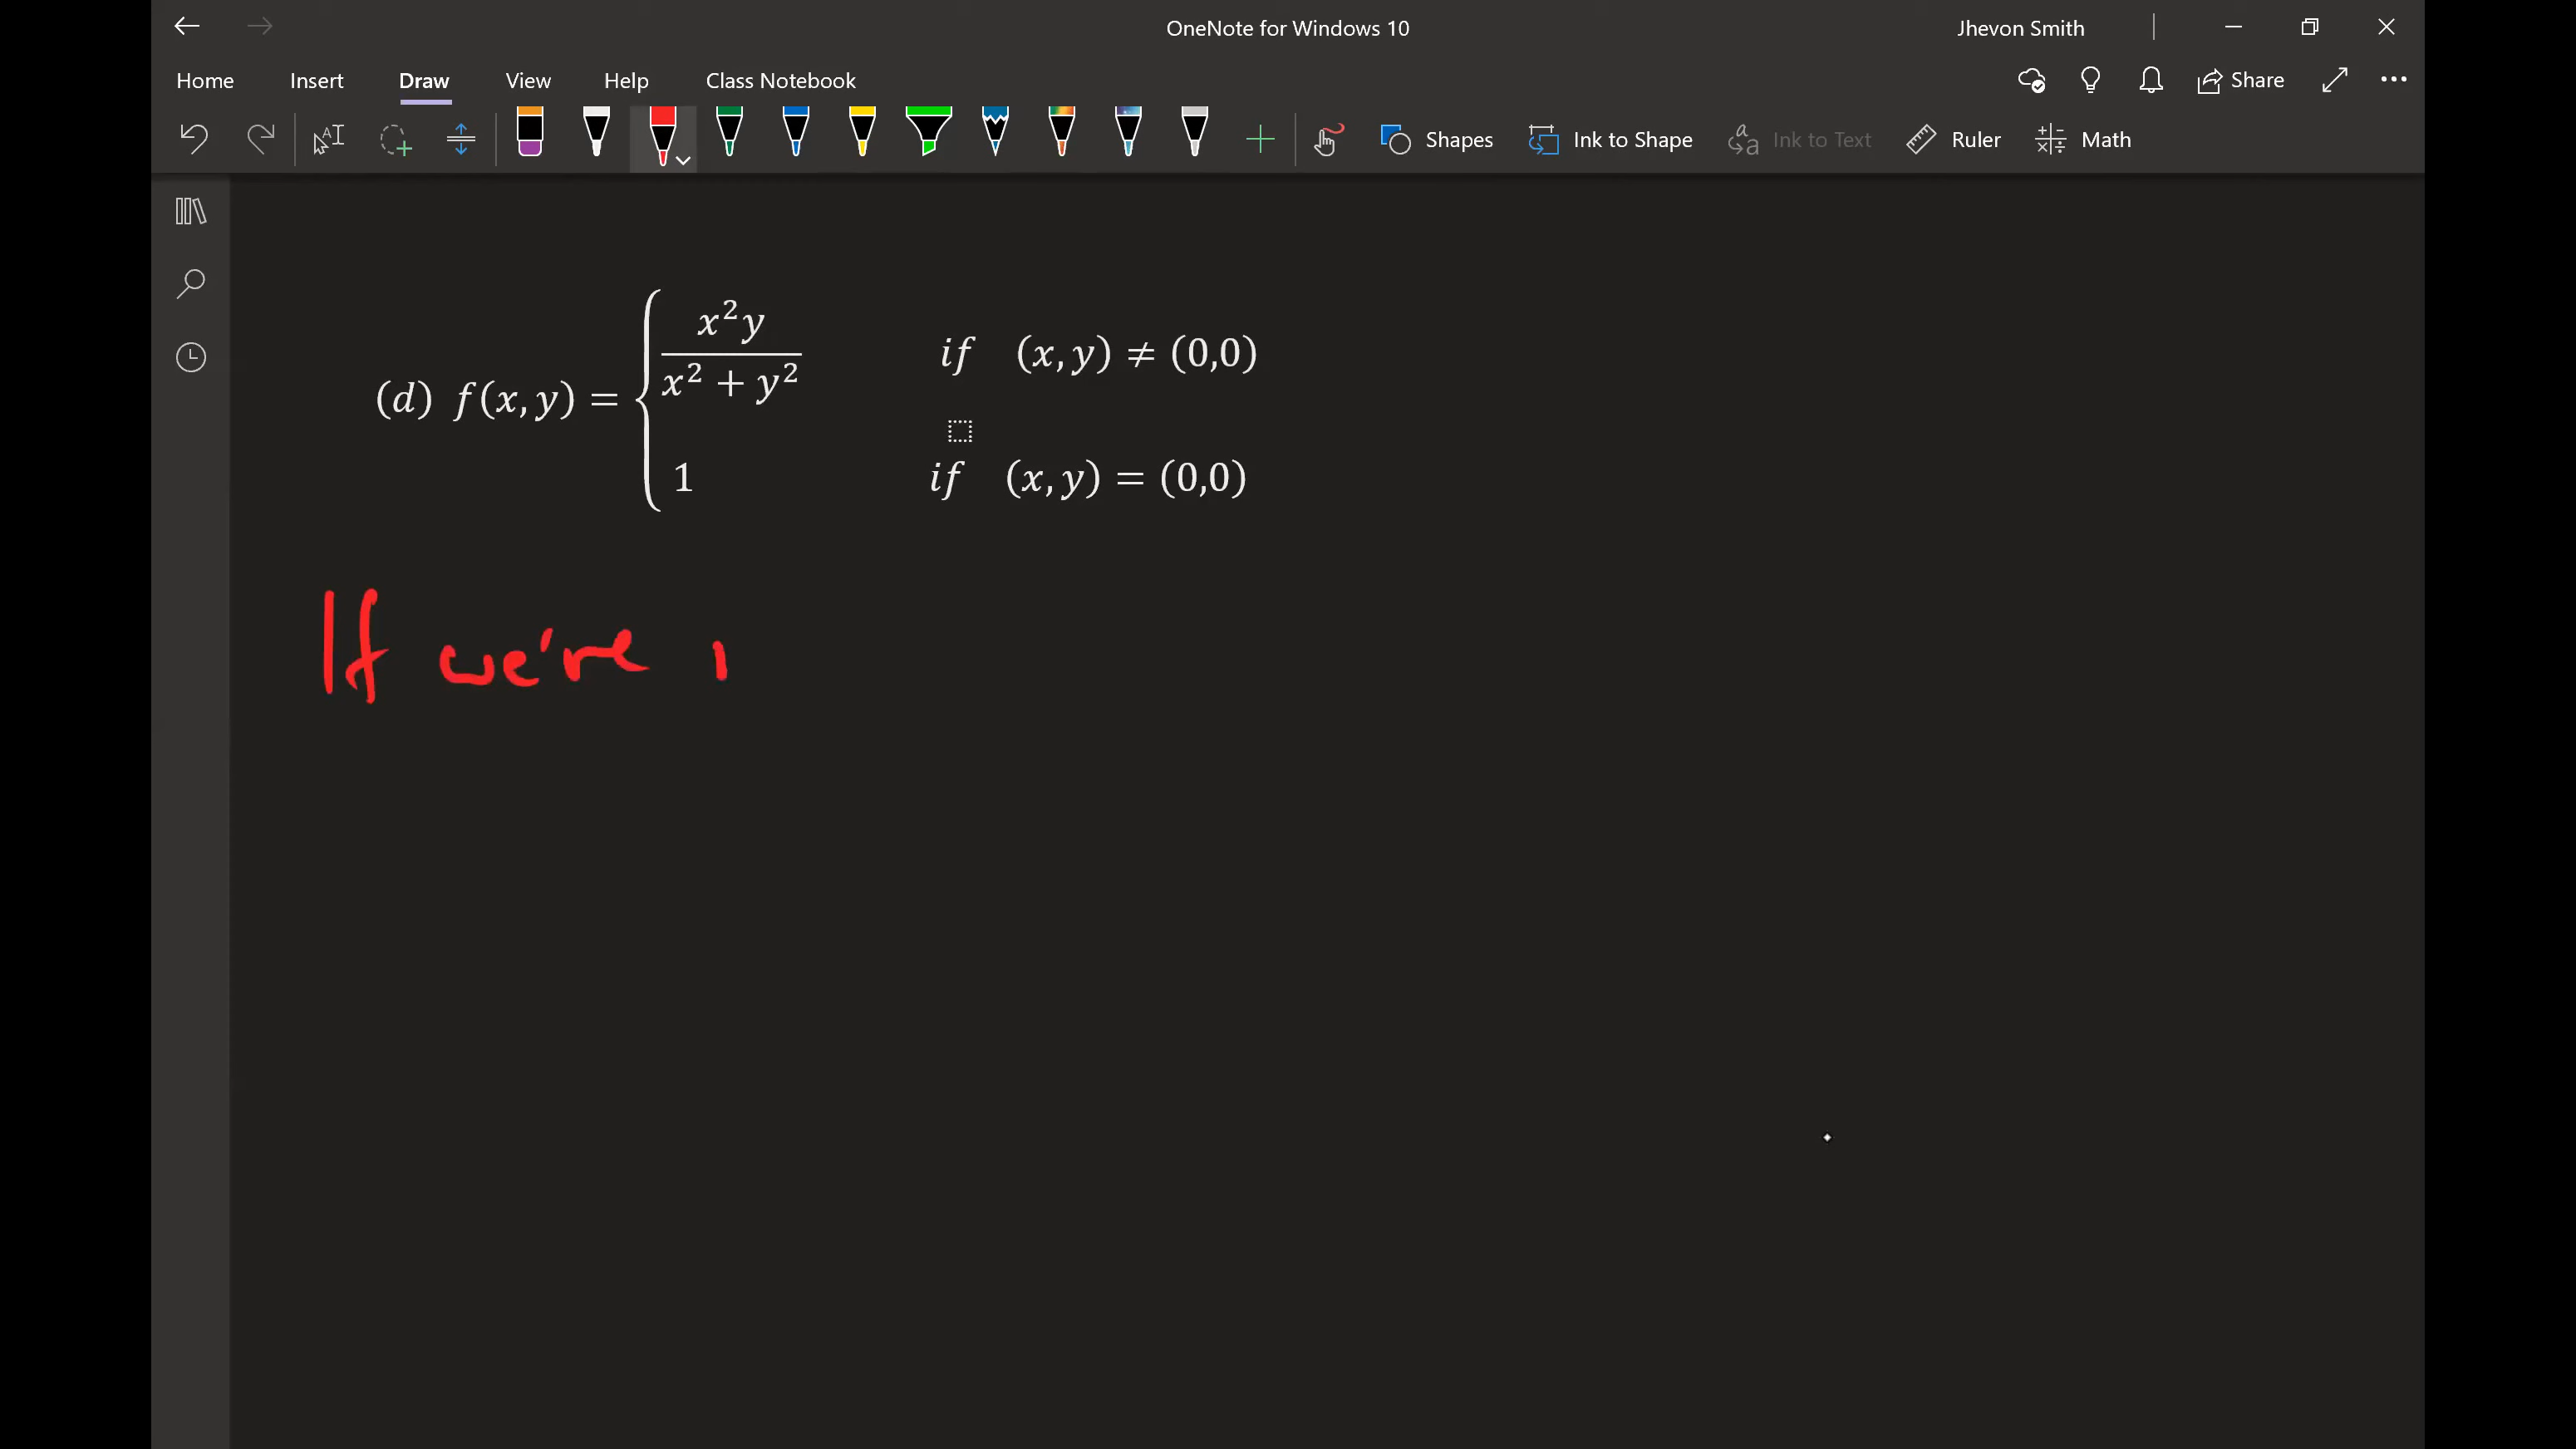 OneNote for Windows 10
Jhevon Smith
Home Insert Draw View Help Class Notebook
Share
Shapes Ink to Shape Ink to Text Ruler Math
(d) f(x,y) = { x²y / x² + y² if (x,y) ≠ (0,0)
1 if (x,y) = (0,0)
If we're